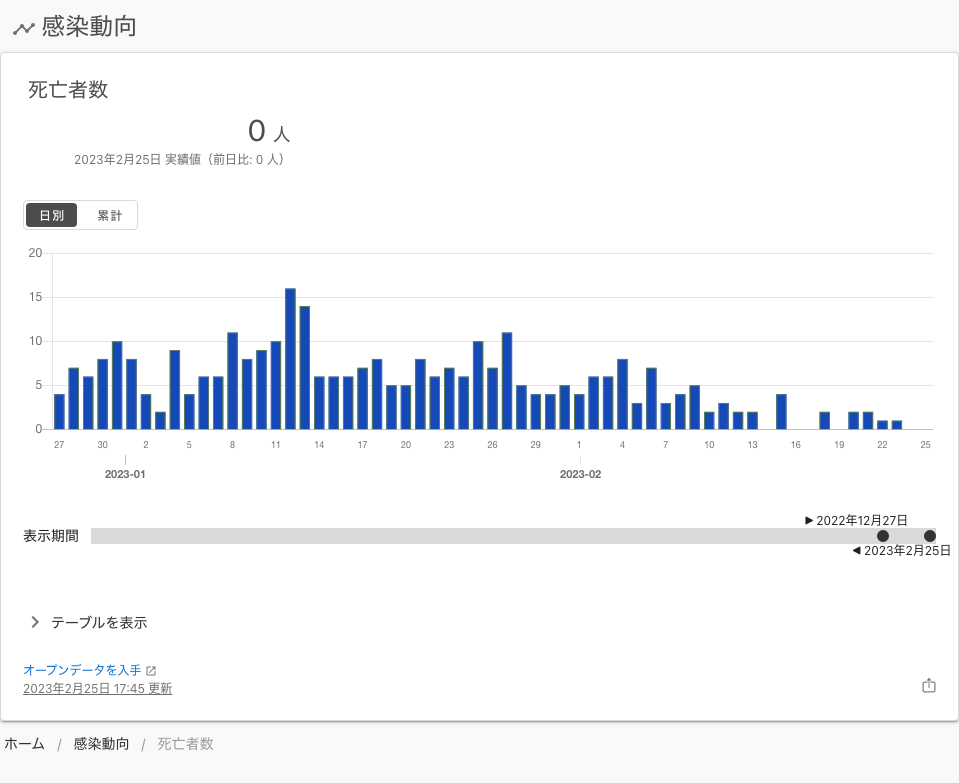 感染動向
死亡者数
0 人
2023年2月25日 実績値（前日比: 0 人）
日別 累計
20
15
10
5
0
27 30 2 5 8 11 14 17 20 23 26 29 1 4 7 10 13 16 19 22 25
2023-01 2023-02
2022年12月27日
表示期間
2023年2月25日
テーブルを表示
オープンデータを入手
2023年2月25日 17:45 更新
ホーム / 感染動向 / 死亡者数